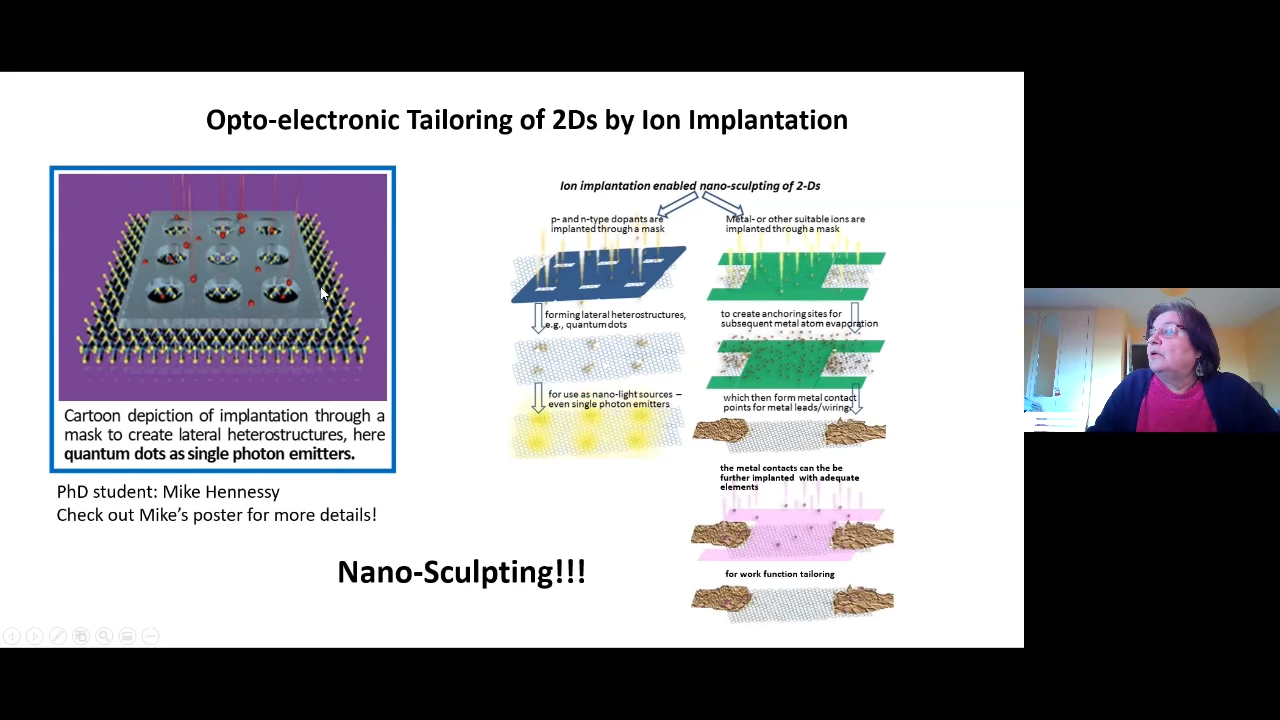 Opto-electronic Tailoring of 2Ds by Ion Implantation
Cartoon depiction of implantation through a
mask to create lateral heterostructures, here
quantum dots as single photon emitters.
PhD student: Mike Hennessy
Check out Mike's poster for more details!
Nano-Sculpting!!!
Ion implantation enabled nano-sculpting of 2-Ds
p- and n-type dopants are
implanted through a mask
forming lateral heterostructures,
e.g., quantum dots
for use as nano-light sources –
even single photon emitters
Metal- or other suitable ions are
implanted through a mask
to create anchoring sites for
subsequent metal atom evaporation
which then form metal contact
points for metal leads/wiring.
the metal contacts can the be
further implanted with adequate
elements
for work function tailoring